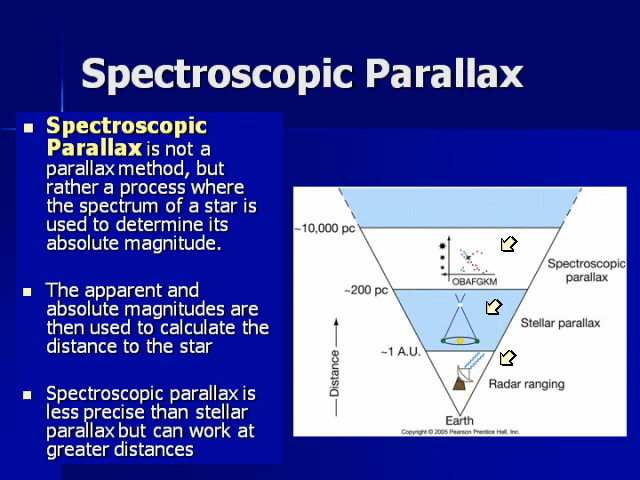 Spectroscopic Parallax
Spectroscopic
Parallax is not a
parallax method, but
rather a process where
the spectrum of a star is
used to determine its
absolute magnitude.
The apparent and
absolute magnitudes are
then used to calculate the
distance to the star
Spectroscopic parallax is
less precise than stellar
parallax but can work at
greater distances
~10,000 pc
OBAFGKM
Spectroscopic
parallax
~200 pc
Stellar parallax
~1 A.U.
Distance
Radar ranging
Earth
Copyright © 2005 Pearson Prentice Hall, Inc.